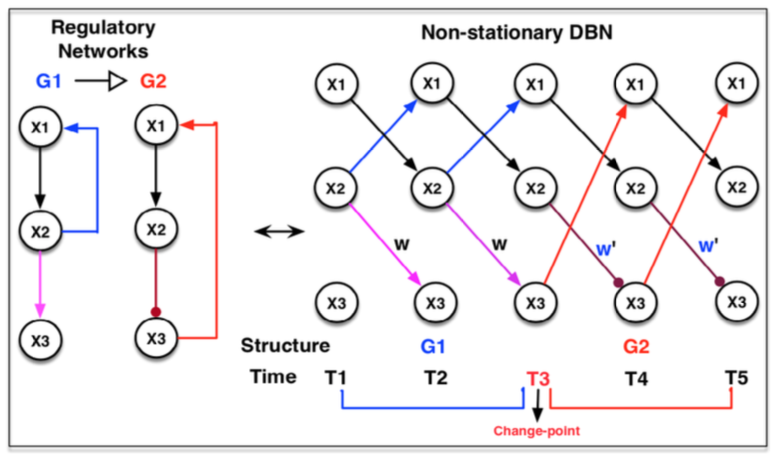 Regulatory
Networks
G1 G2
X1
X2
X3
X1
X2
X3
Non-stationary DBN
X1 X1 X1 X1 X1
X2 X2 X2 X2 X2
w w w' w'
X3 X3 X3 X3 X3
Structure G1 G2
Time T1 T2 T3 T4 T5
Change-point